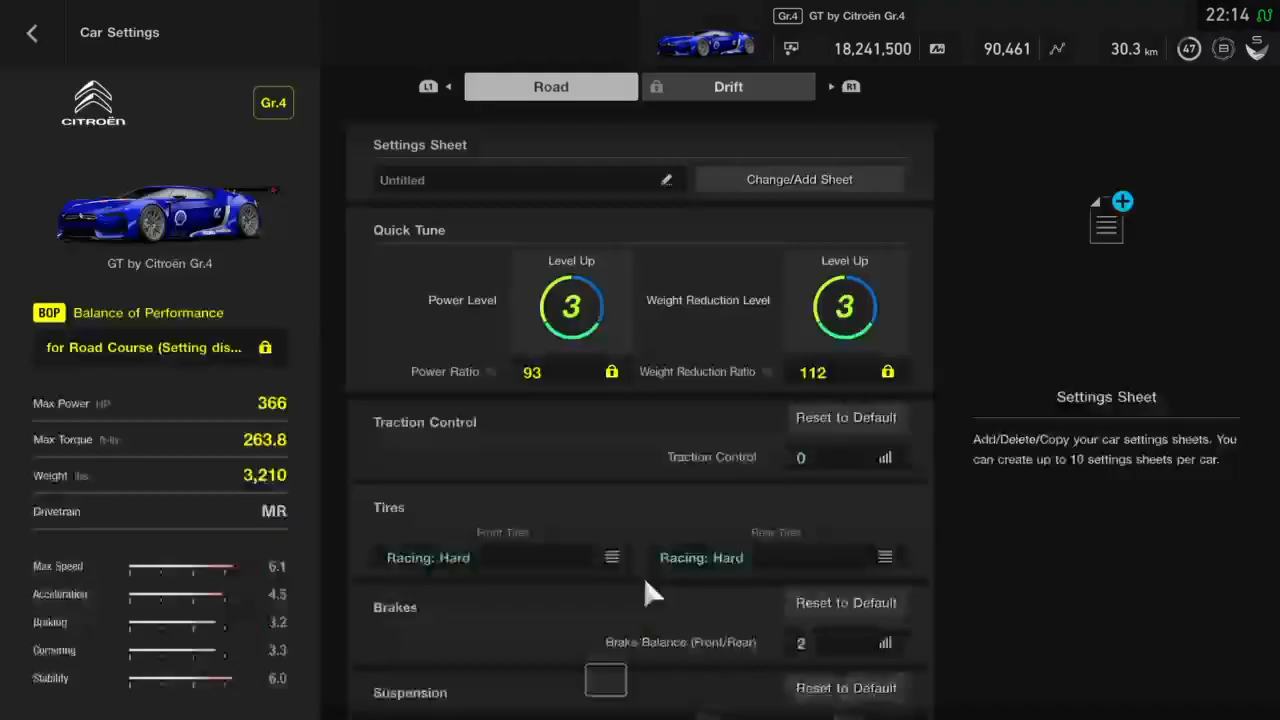 Car Settings
Gr.4 GT by Citroën Gr.4
22:14
18,241,500 90,461 30.3 km 47 B S
L1 Road Drift R1
CITROËN
Gr.4
GT by Citroën Gr.4
BOP Balance of Performance
for Road Course (Setting dis...
Max Power HP 366
Max Torque ft-lb 263.8
Weight lbs 3,210
Drivetrain MR
Max Speed 6.1
Acceleration 4.5
Braking 3.2
Cornering 3.3
Stability 6.0
Settings Sheet
Untitled Change/Add Sheet
Quick Tune
Level Up Level Up
Power Level 3 Weight Reduction Level 3
Power Ratio % 93 Weight Reduction Ratio % 112
Traction Control Reset to Default
Traction Control 0
Tires
Front Tires Rear Tires
Racing: Hard Racing: Hard
Brakes Reset to Default
Brake Balance (Front/Rear) 2
Suspension Reset to Default
Settings Sheet
Add/Delete/Copy your car settings sheets. You
can create up to 10 settings sheets per car.